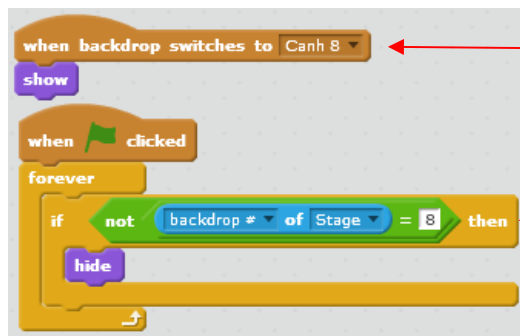 when backdrop switches to Canh 8
show
when clicked
forever
if not backdrop # of Stage = 8 then
hide